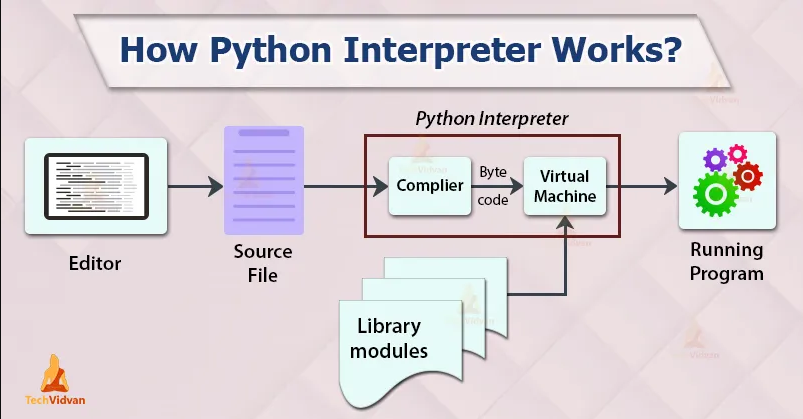 How Python Interpreter Works?
Python Interpreter
Complier
Byte
code
Virtual
Machine
Editor
Source
File
Running
Program
Library
modules
TechVidvan